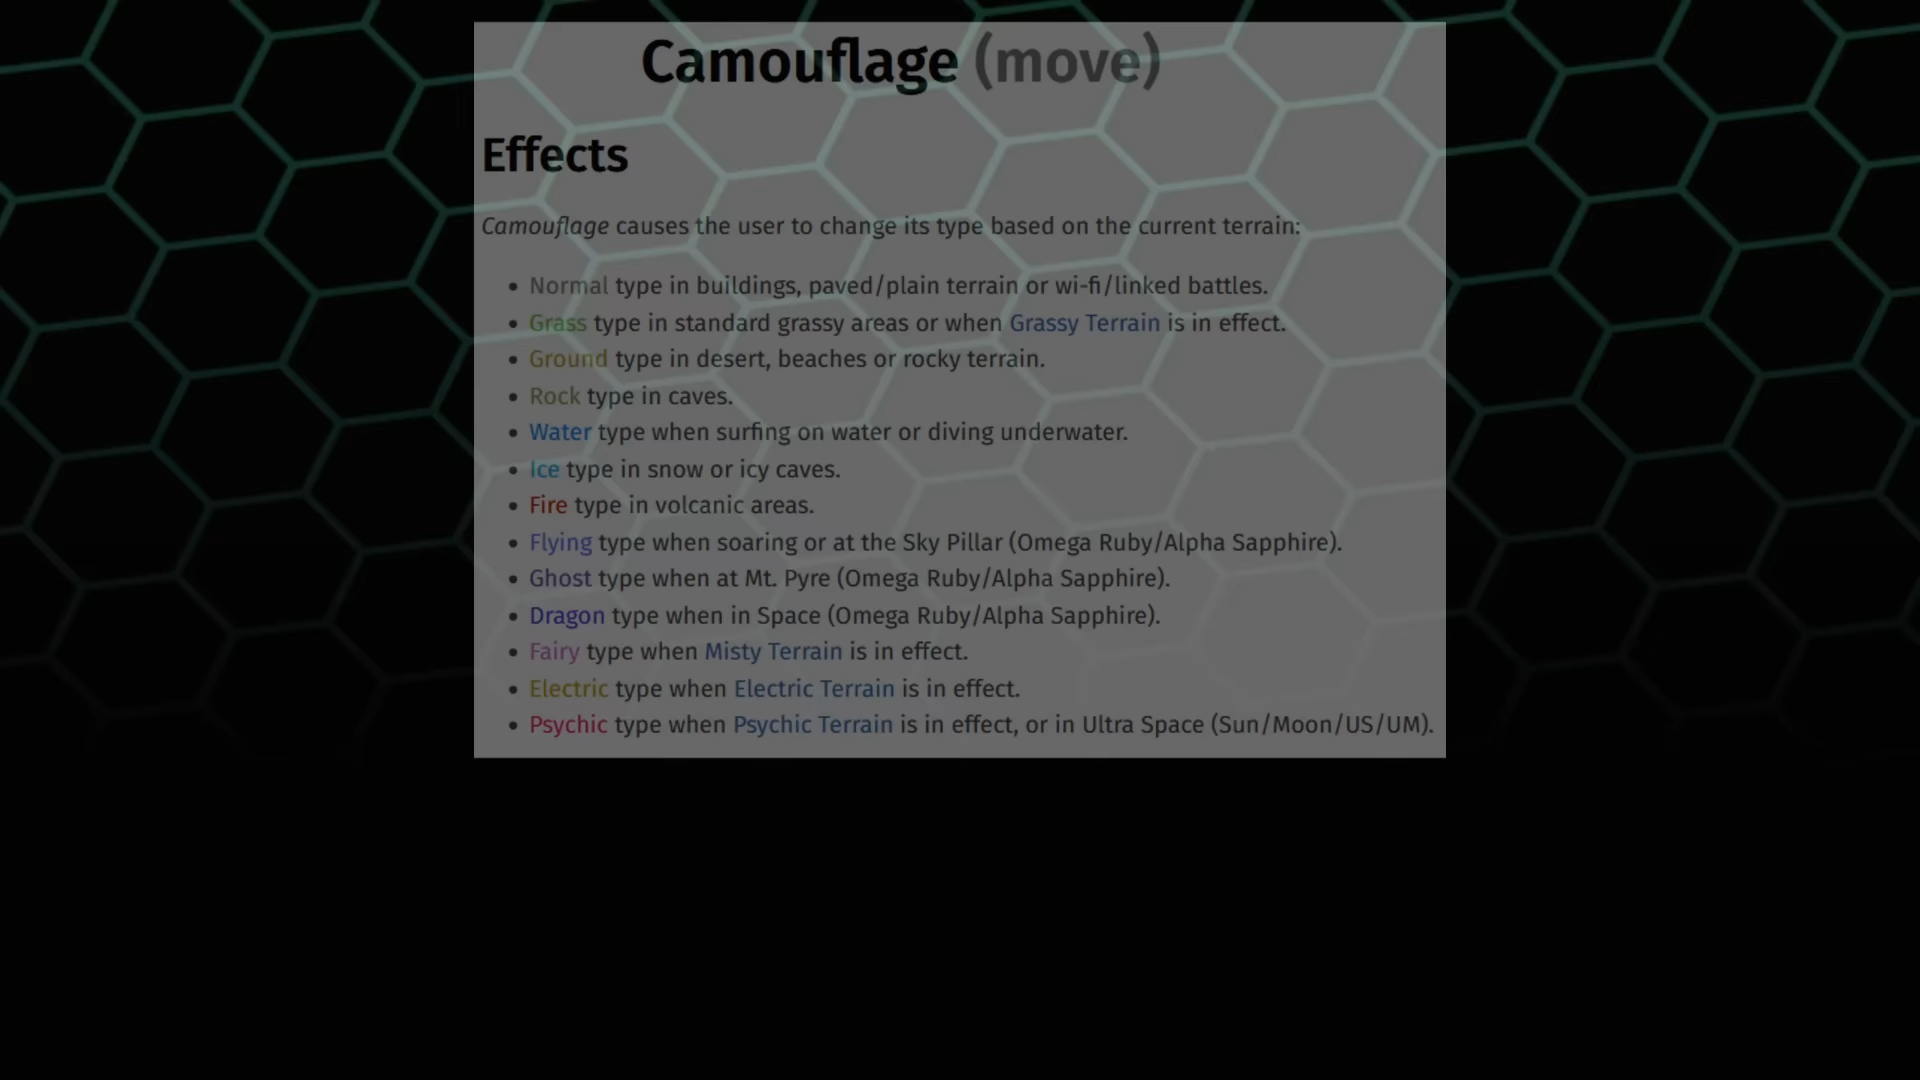 Camouflage (move)
Effects
Camouflage causes the user to change its type based on the current terrain:
• Normal type in buildings, paved/plain terrain or wi-fi/linked battles.
• Grass type in standard grassy areas or when Grassy Terrain is in effect.
• Ground type in desert, beaches or rocky terrain.
• Rock type in caves.
• Water type when surfing on water or diving underwater.
• Ice type in snow or icy caves.
• Fire type in volcanic areas.
• Flying type when soaring or at the Sky Pillar (Omega Ruby/Alpha Sapphire).
• Ghost type when at Mt. Pyre (Omega Ruby/Alpha Sapphire).
• Dragon type when in Space (Omega Ruby/Alpha Sapphire).
• Fairy type when Misty Terrain is in effect.
• Electric type when Electric Terrain is in effect.
• Psychic type when Psychic Terrain is in effect, or in Ultra Space (Sun/Moon/US/UM).